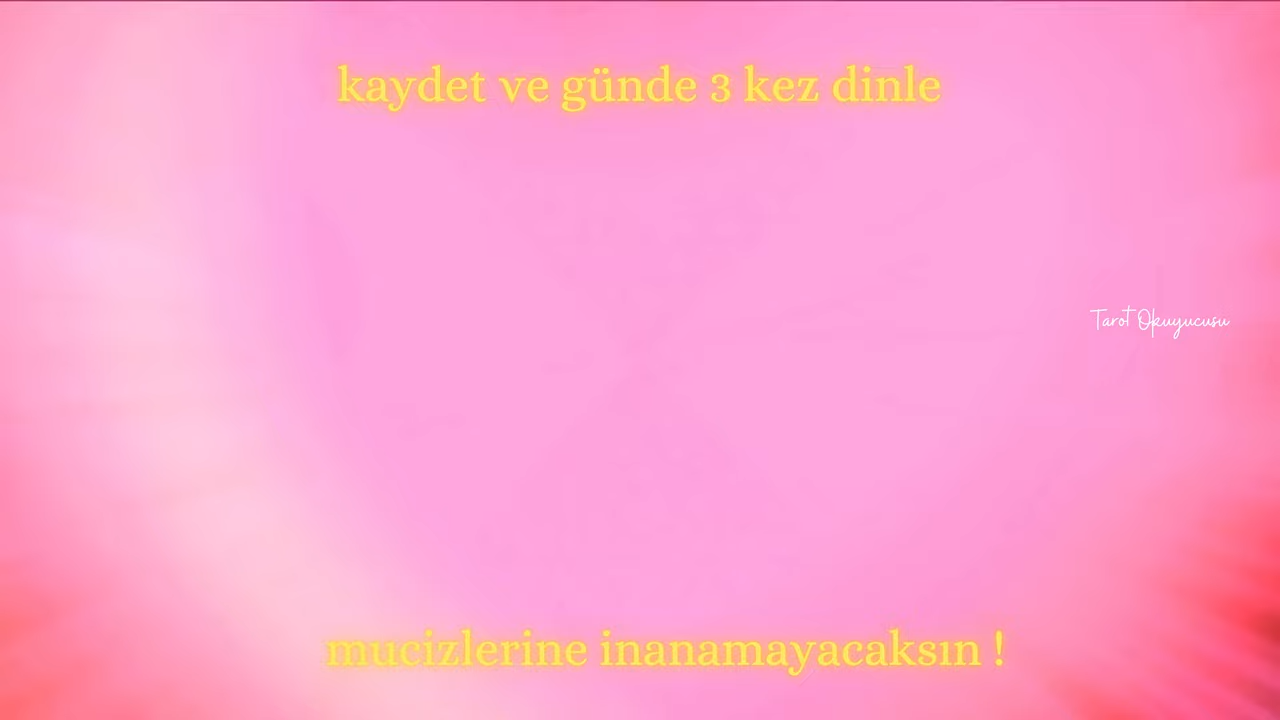 kaydet ve günde 3 kez dinle
Tarot Okuyucusu
mucizlerine inanamayacaksın !